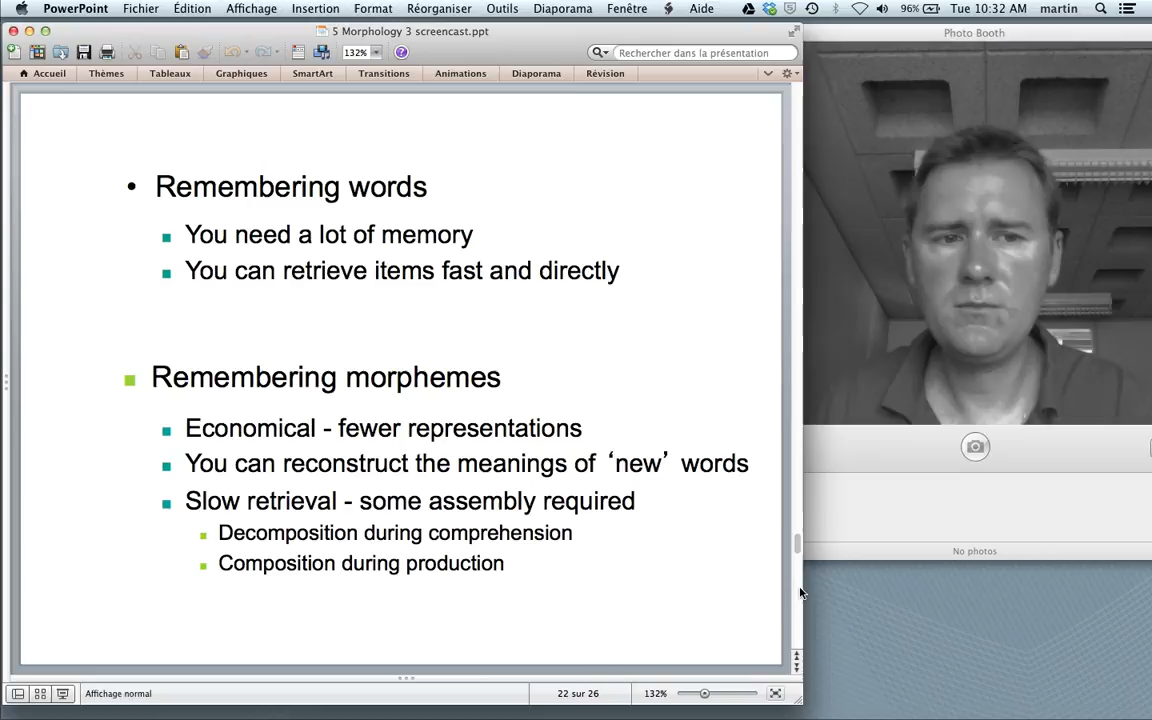 PowerPoint Fichier Édition Affichage Insertion Format Réorganiser Outils Diaporama Fenêtre Aide 96% Tue 10:32 AM martin
5 Morphology 3 screencast.ppt
Photo Booth
132% Rechercher dans la présentation
Accueil Thèmes Tableaux Graphiques SmartArt Transitions Animations Diaporama Révision
• Remembering words
You need a lot of memory
You can retrieve items fast and directly
Remembering morphemes
Economical - fewer representations
You can reconstruct the meanings of ‘new’ words
Slow retrieval - some assembly required
Decomposition during comprehension
Composition during production
No photos
Affichage normal 22 sur 26 132%